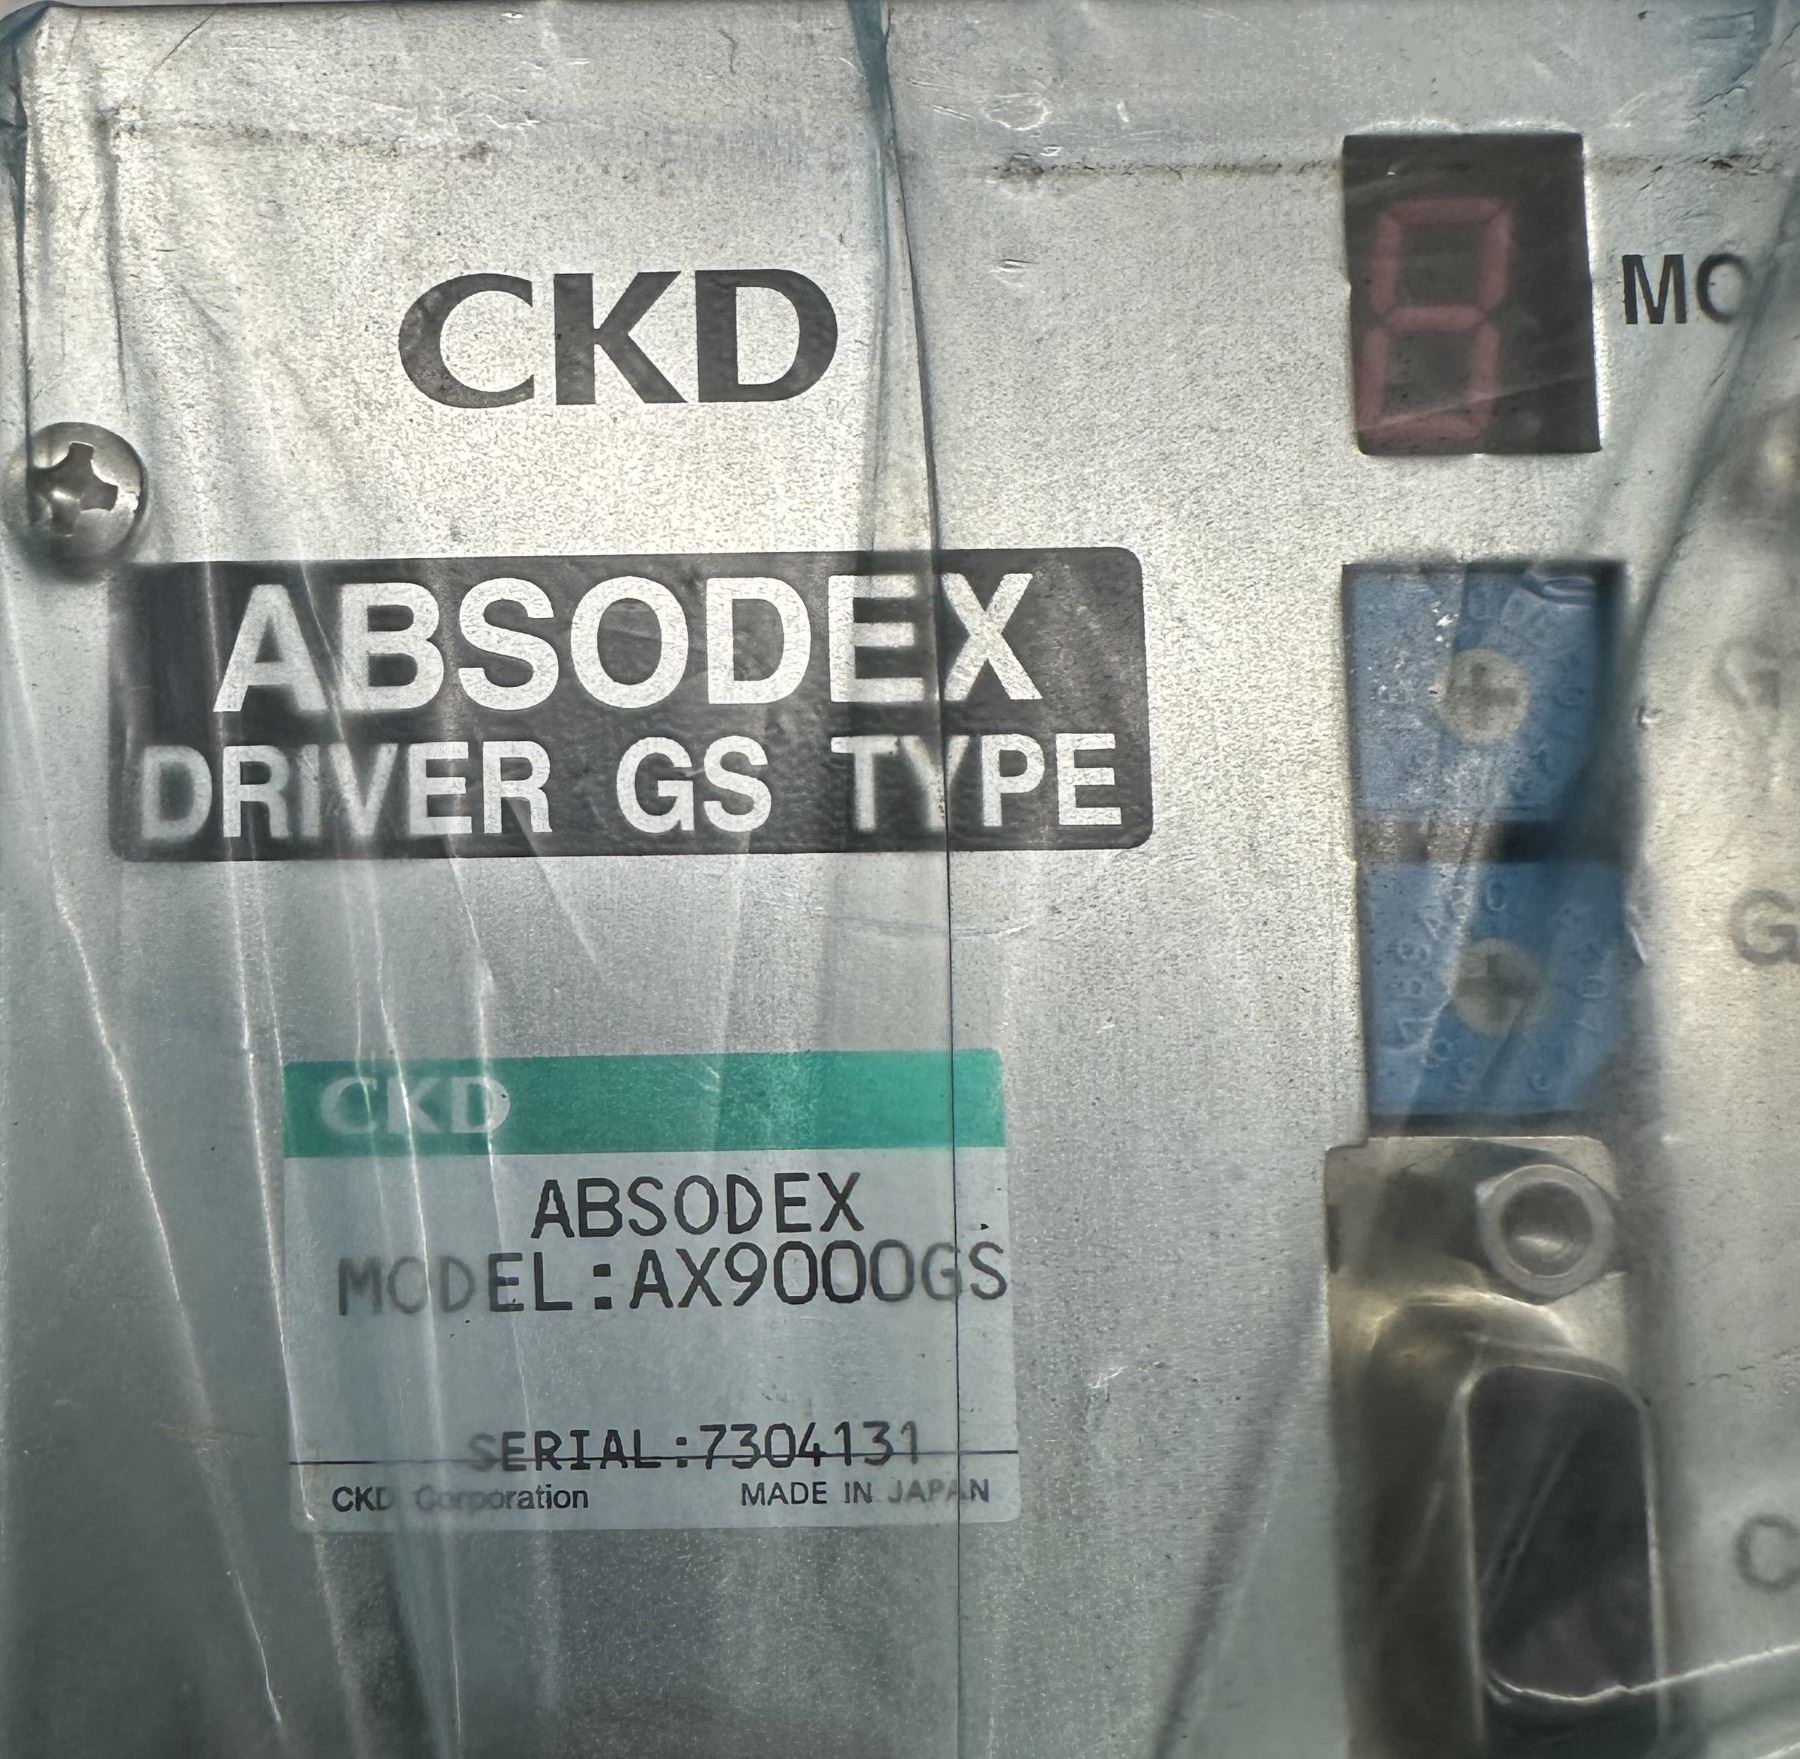 CKD
MO
ABSODEX
DRIVER GS TYPE
G
CKD
ABSODEX
MODEL:AX9000GS
SERIAL:7304131
CKD Corporation MADE IN JAPAN